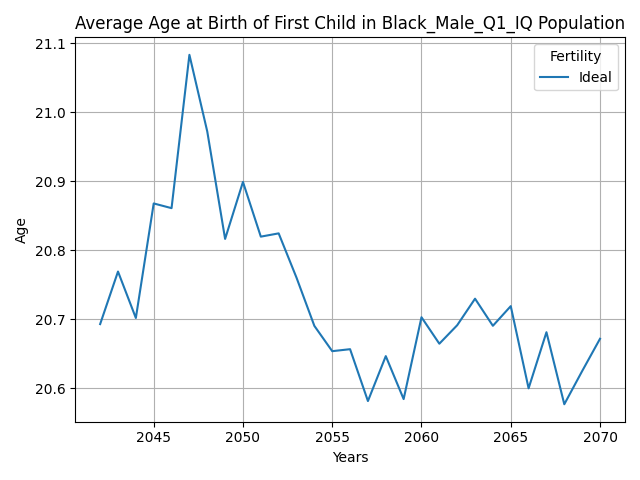 Average Age at Birth of First Child in Black_Male_Q1_IQ Population
21.1
21.0
20.9
20.8
20.7
20.6
Age
Fertility
Ideal
2045 2050 2055 2060 2065 2070
Years